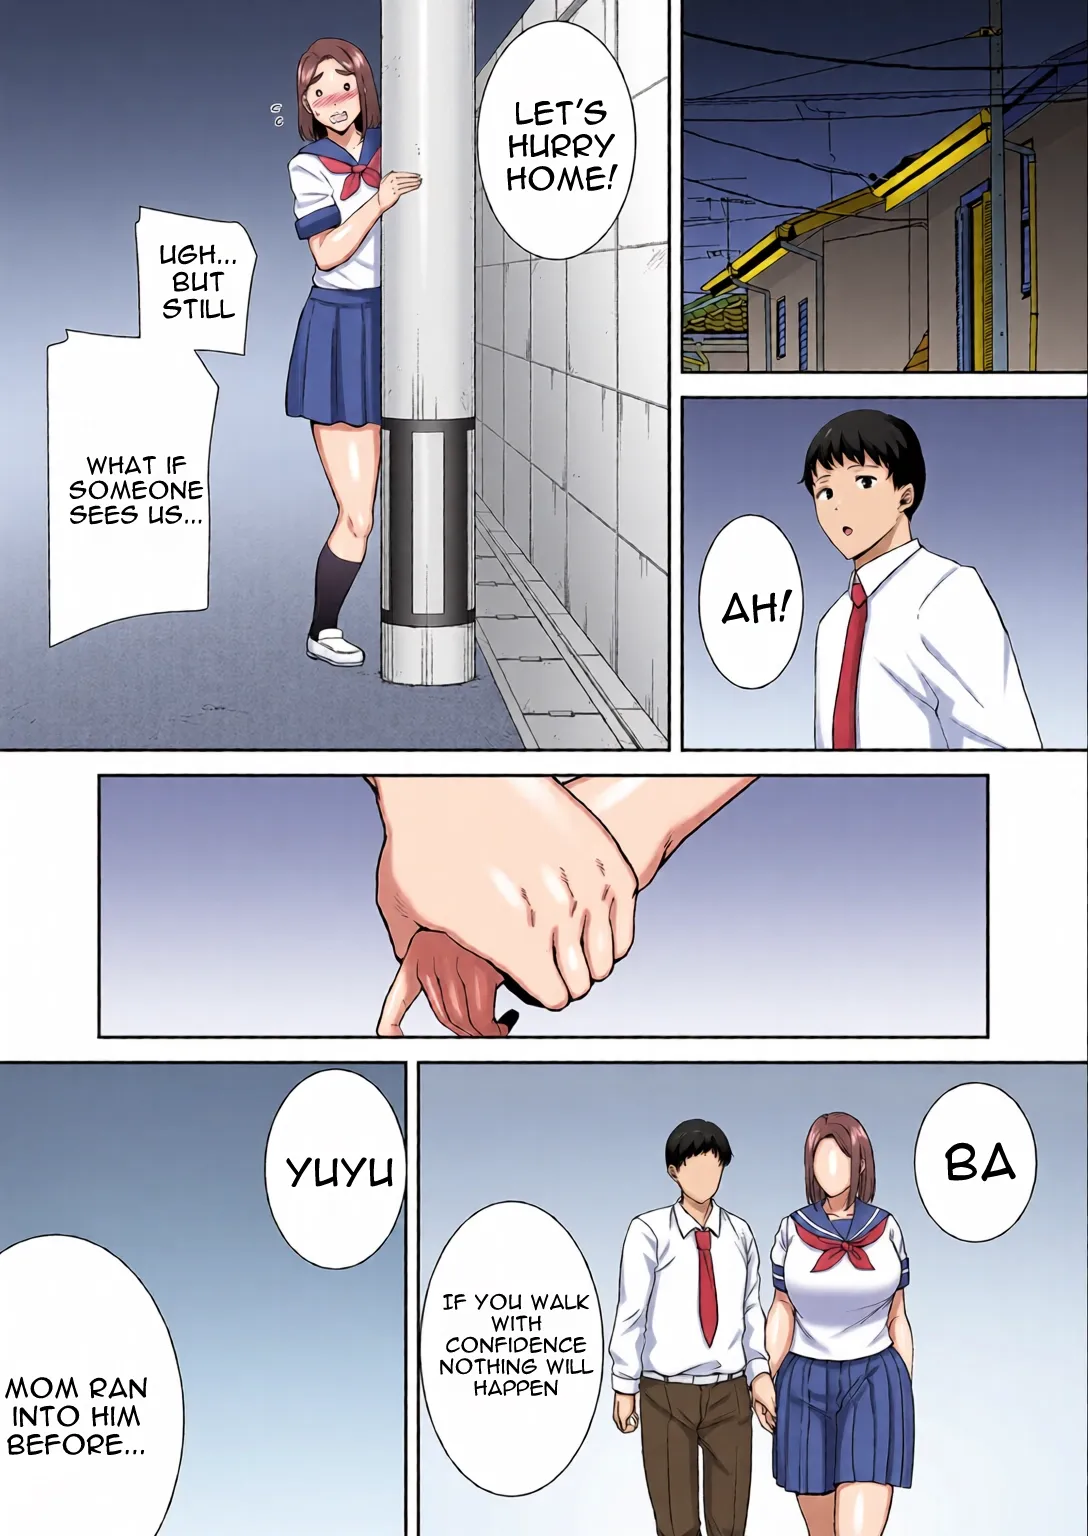 LET'S
HURRY
HOME!
UGH...
BUT
STILL
WHAT IF
SOMEONE
SEES US...
AH!
BA
IF YOU WALK
WITH
CONFIDENCE
NOTHING WILL
HAPPEN
YUYU
MOM RAN
INTO HIM
BEFORE...